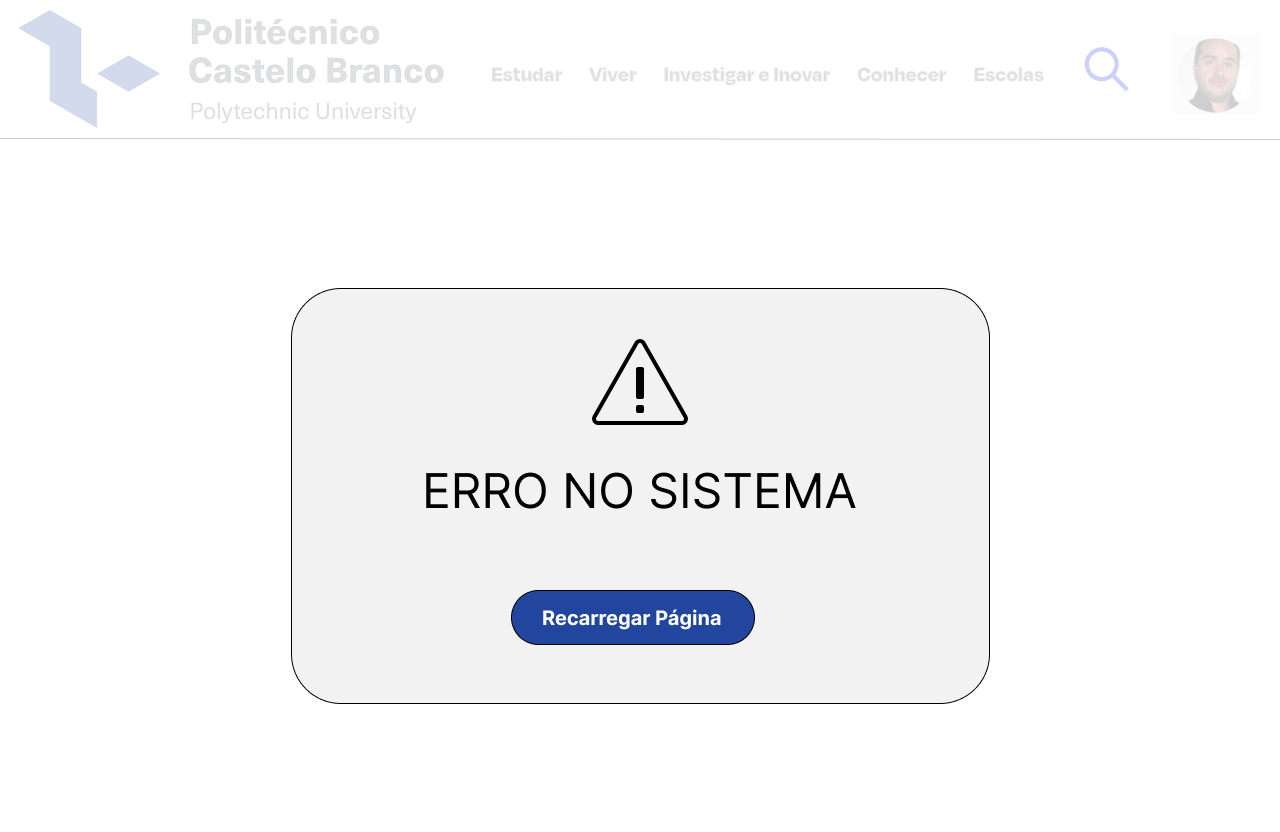 Politécnico
Castelo Branco
Polytechnic University
Estudar Viver Investigar e Inovar Conhecer Escolas
ERRO NO SISTEMA
Recarregar Página